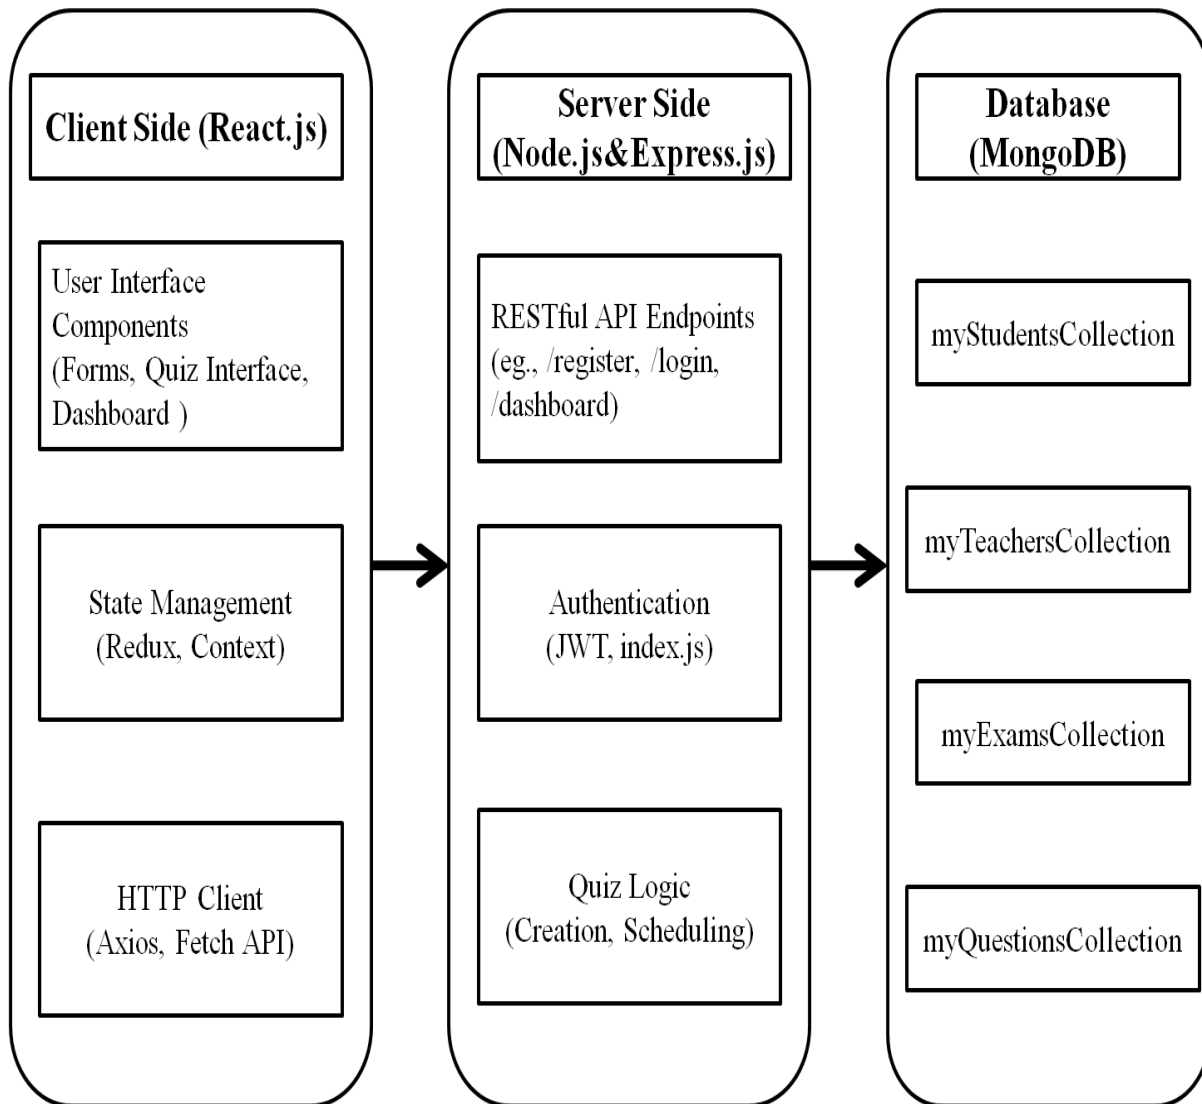 Client Side (React.js)
User Interface
Components
(Forms, Quiz Interface,
Dashboard )
State Management
(Redux, Context)
HTTP Client
(Axios, Fetch API)
Server Side
(Node.js&Express.js)
RESTful API Endpoints
(eg., /register, /login,
/dashboard)
Authentication
(JWT, index.js)
Quiz Logic
(Creation, Scheduling)
Database
(MongoDB)
myStudentsCollection
myTeachersCollection
myExamsCollection
myQuestionsCollection